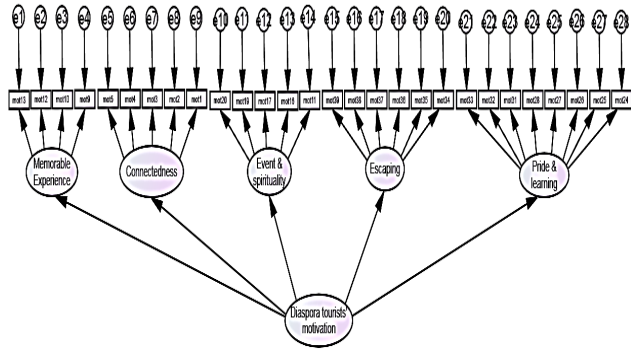 e1 e2 e3 e4 e5 e6 e7 e8 e9 e10 e11 e12 e13 e14 e15 e16 e17 e18 e19 e20 e21 e22 e23 e24 e25 e26 e27 e28
mot13 mot12 mot10 mot9 mot5 mot4 mot3 mot2 mot1 mot20 mot19 mot17 mot11 mot39 mot38 mot37 mot35 mot34 mot33 mot32 mot31 mot28 mot27 mot26 mot25 mot24
Memorable
Experience
Connectedness
Event &
spirituality
Escaping
Pride &
learning
Diaspora tourists'
motivation